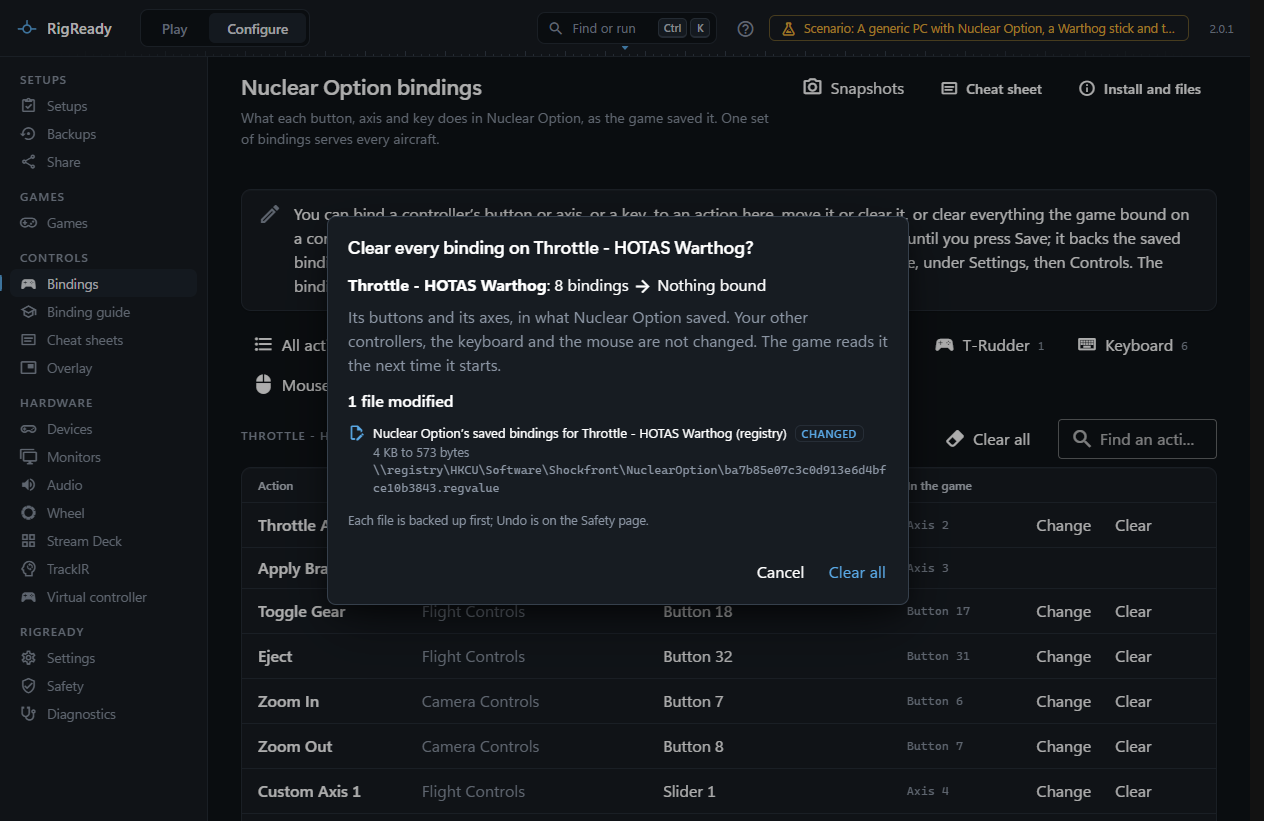 RigReady
Play
Configure
Find or run
Ctrl
K
Scenario: A generic PC with Nuclear Option, a Warthog stick and t...
2.0.1
SETUPS
Setups
Backups
Share
GAMES
Games
CONTROLS
Bindings
Binding guide
Cheat sheets
Overlay
HARDWARE
Devices
Monitors
Audio
Wheel
Stream Deck
TrackIR
Virtual controller
RIGREADY
Settings
Safety
Diagnostics
Nuclear Option bindings
Snapshots
Cheat sheet
Install and files
What each button, axis and key does in Nuclear Option, as the game saved it. One set
of bindings serves every aircraft.
You can bind a controller's button or axis, or a key, to an action here, move it or clear it, or clear everything the game bound on
a con
until you press Save; it backs the saved
bindi
e, under Settings, then Controls. The
bindi
All act
T-Rudder 1
Keyboard 6
Mouse
THROTTLE - H
Clear all
Find an acti...
Action
In the game
Throttle A
Axis 2
Change
Clear
Apply Bra
Axis 3
Toggle Gear
Flight Controls
Button 18
Button 17
Change
Clear
Eject
Flight Controls
Button 32
Button 31
Change
Clear
Zoom In
Camera Controls
Button 7
Button 6
Change
Clear
Zoom Out
Camera Controls
Button 8
Button 7
Change
Clear
Custom Axis 1
Flight Controls
Slider 1
Axis 4
Change
Clear
Clear every binding on Throttle - HOTAS Warthog?
Throttle - HOTAS Warthog: 8 bindings → Nothing bound
Its buttons and its axes, in what Nuclear Option saved. Your other
controllers, the keyboard and the mouse are not changed. The game reads it
the next time it starts.
1 file modified
Nuclear Option's saved bindings for Throttle - HOTAS Warthog (registry) CHANGED
4 KB to 573 bytes
\\registry\HKCU\Software\Shockfront\NuclearOption\ba7b85e07c3c0d913e6d4bf
ce10b3843.regvalue
Each file is backed up first; Undo is on the Safety page.
Cancel
Clear all